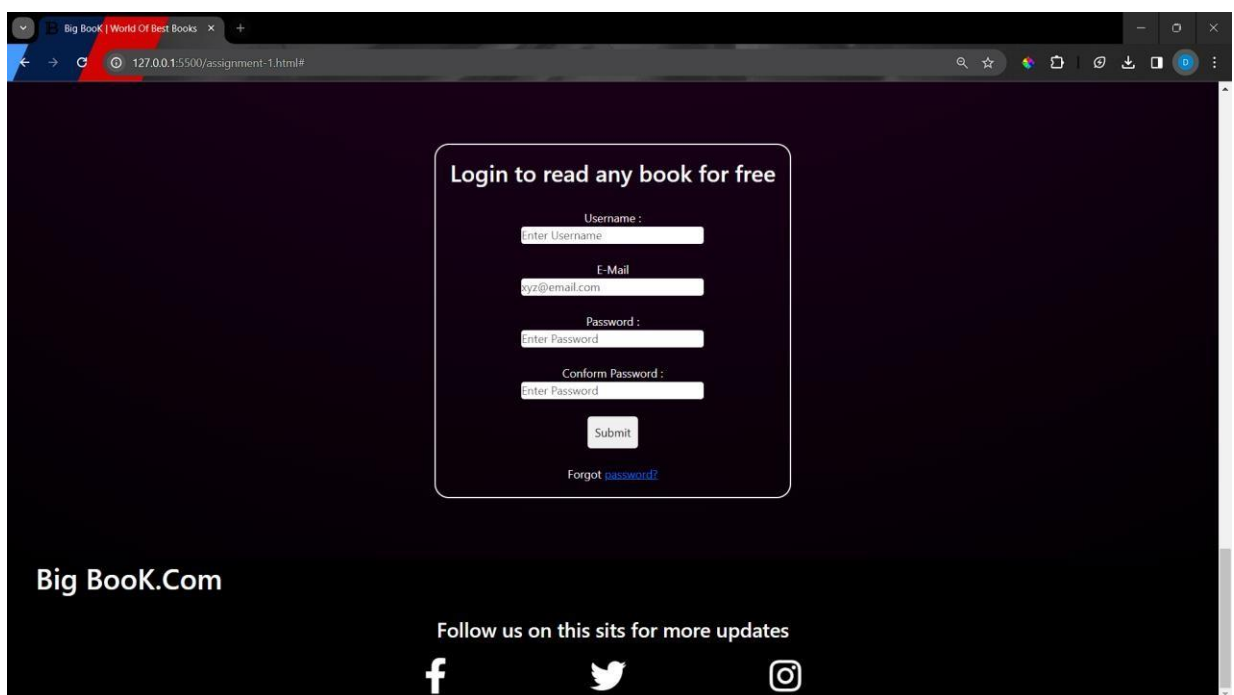 Big BooK | World Of Best Books
127.0.0.1:5500/assignment-1.html#
D
Login to read any book for free
Username :
Enter Username
E-Mail
xyz@email.com
Password :
Enter Password
Conform Password :
Enter Password
Submit
Forgot password?
Big BooK.Com
Follow us on this sits for more updates